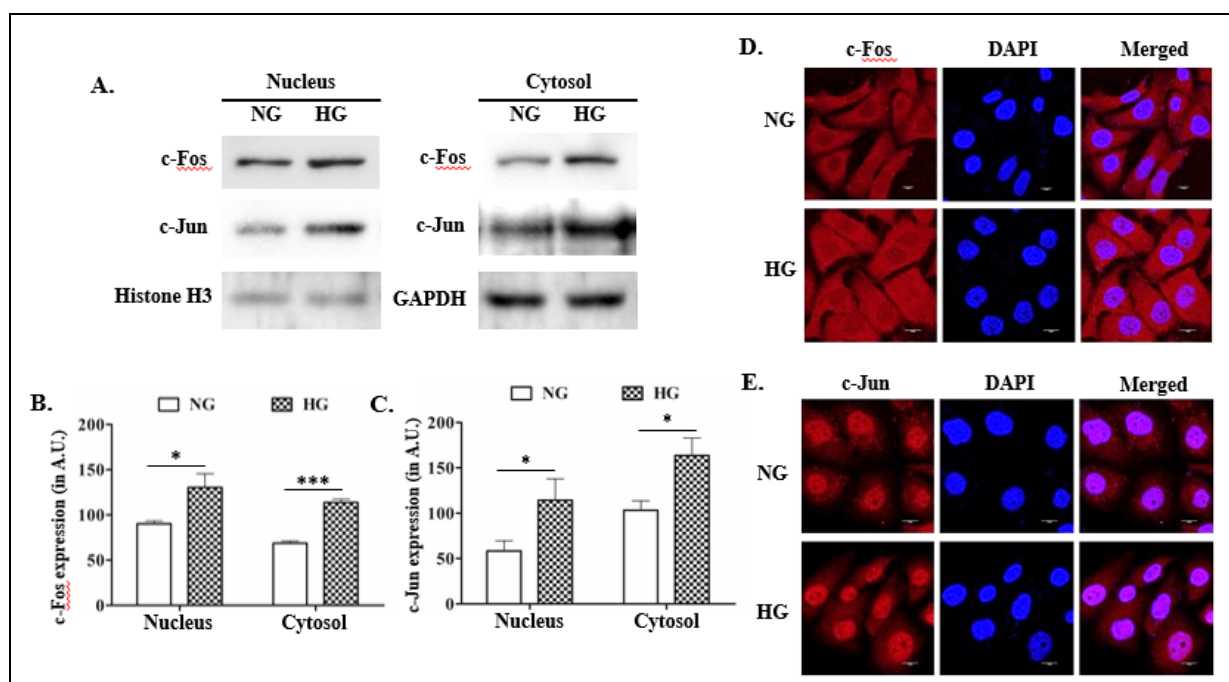 A.
Nucleus
NG HG
c-Fos
c-Jun
Histone H3
Cytosol
NG HG
c-Fos
c-Jun
GAPDH
B.
NG HG
c-Fos expression (in A.U.)
200
150
100
50
0
*
***
Nucleus Cytosol
C.
NG HG
c-Jun expression (in A.U.)
200
150
100
50
0
*
*
Nucleus Cytosol
D.
c-Fos DAPI Merged
NG
HG
E.
c-Jun DAPI Merged
NG
HG